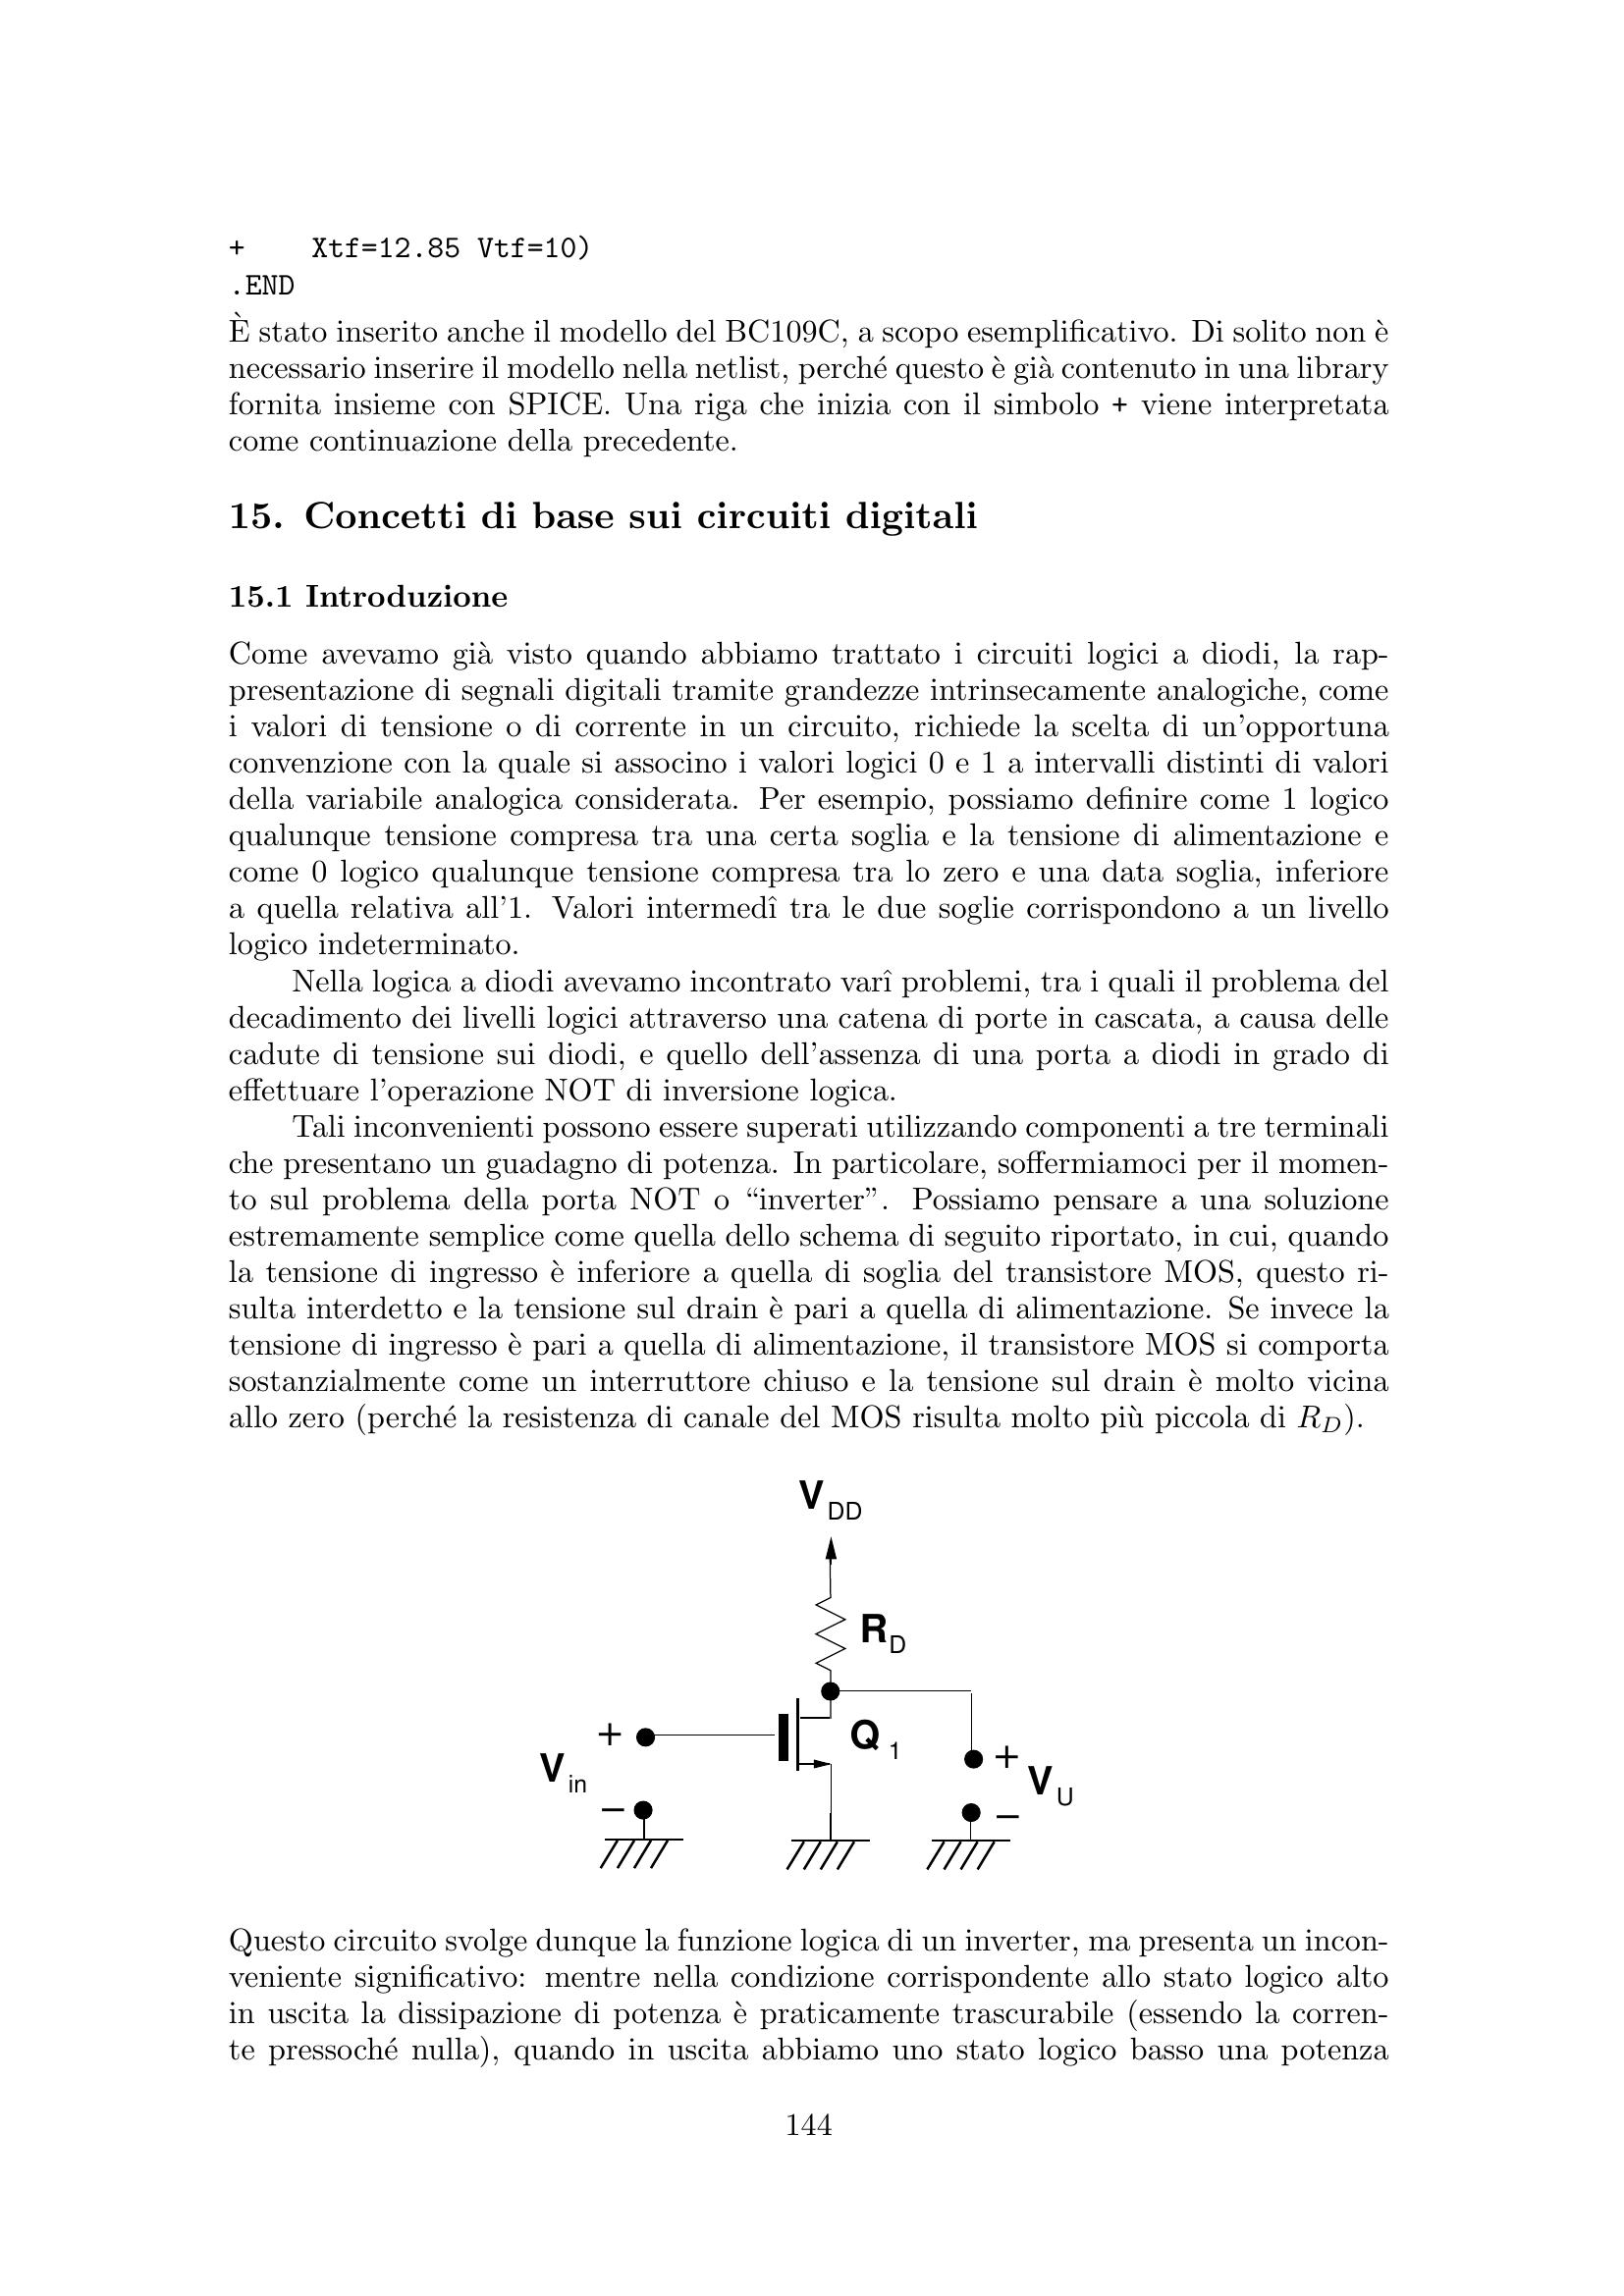 +    Xtf=12.85 Vtf=10)
.END
È stato inserito anche il modello del BC109C, a scopo esemplificativo. Di solito non è
necessario inserire il modello nella netlist, perché questo è già contenuto in una library
fornita insieme con SPICE. Una riga che inizia con il simbolo + viene interpretata
come continuazione della precedente.
15. Concetti di base sui circuiti digitali
15.1 Introduzione
Come avevamo già visto quando abbiamo trattato i circuiti logici a diodi, la rap-
presentazione di segnali digitali tramite grandezze intrinsecamente analogiche, come
i valori di tensione o di corrente in un circuito, richiede la scelta di un'opportuna
convenzione con la quale si associno i valori logici 0 e 1 a intervalli distinti di valori
della variabile analogica considerata. Per esempio, possiamo definire come 1 logico
qualunque tensione compresa tra una certa soglia e la tensione di alimentazione e
come 0 logico qualunque tensione compresa tra lo zero e una data soglia, inferiore
a quella relativa all'1. Valori intermedî tra le due soglie corrispondono a un livello
logico indeterminato.
Nella logica a diodi avevamo incontrato varî problemi, tra i quali il problema del
decadimento dei livelli logici attraverso una catena di porte in cascata, a causa delle
cadute di tensione sui diodi, e quello dell'assenza di una porta a diodi in grado di
effettuare l'operazione NOT di inversione logica.
Tali inconvenienti possono essere superati utilizzando componenti a tre terminali
che presentano un guadagno di potenza. In particolare, soffermiamoci per il momen-
to sul problema della porta NOT o “inverter”. Possiamo pensare a una soluzione
estremamente semplice come quella dello schema di seguito riportato, in cui, quando
la tensione di ingresso è inferiore a quella di soglia del transistore MOS, questo ri-
sulta interdetto e la tensione sul drain è pari a quella di alimentazione. Se invece la
tensione di ingresso è pari a quella di alimentazione, il transistore MOS si comporta
sostanzialmente come un interruttore chiuso e la tensione sul drain è molto vicina
allo zero (perché la resistenza di canale del MOS risulta molto più piccola di R_D).
V DD
R D
+
Q 1
+
V in
V U
−
−
Questo circuito svolge dunque la funzione logica di un inverter, ma presenta un incon-
veniente significativo: mentre nella condizione corrispondente allo stato logico alto
in uscita la dissipazione di potenza è praticamente trascurabile (essendo la corren-
te pressoché nulla), quando in uscita abbiamo uno stato logico basso una potenza
144